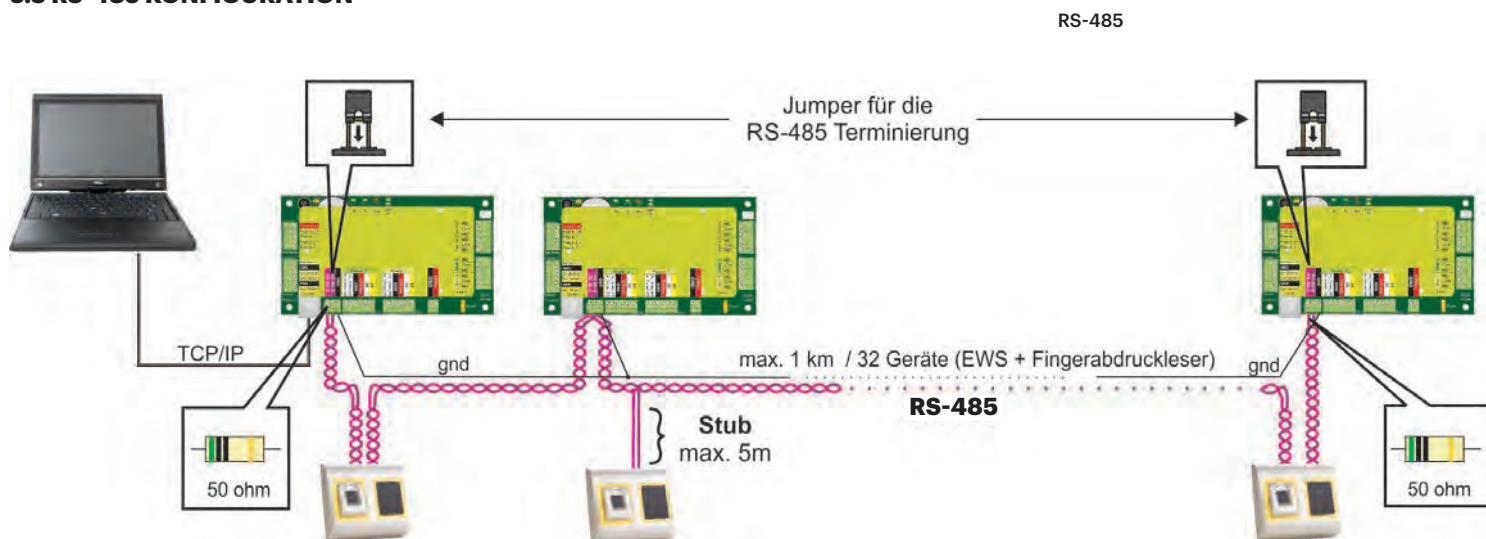 RS-485
Jumper für die
RS-485 Terminierung
TCP/IP
gnd
max. 1 km / 32 Geräte (EWS + Fingerabdruckleser)
gnd
RS-485
Stub
max. 5m
50 ohm
50 ohm